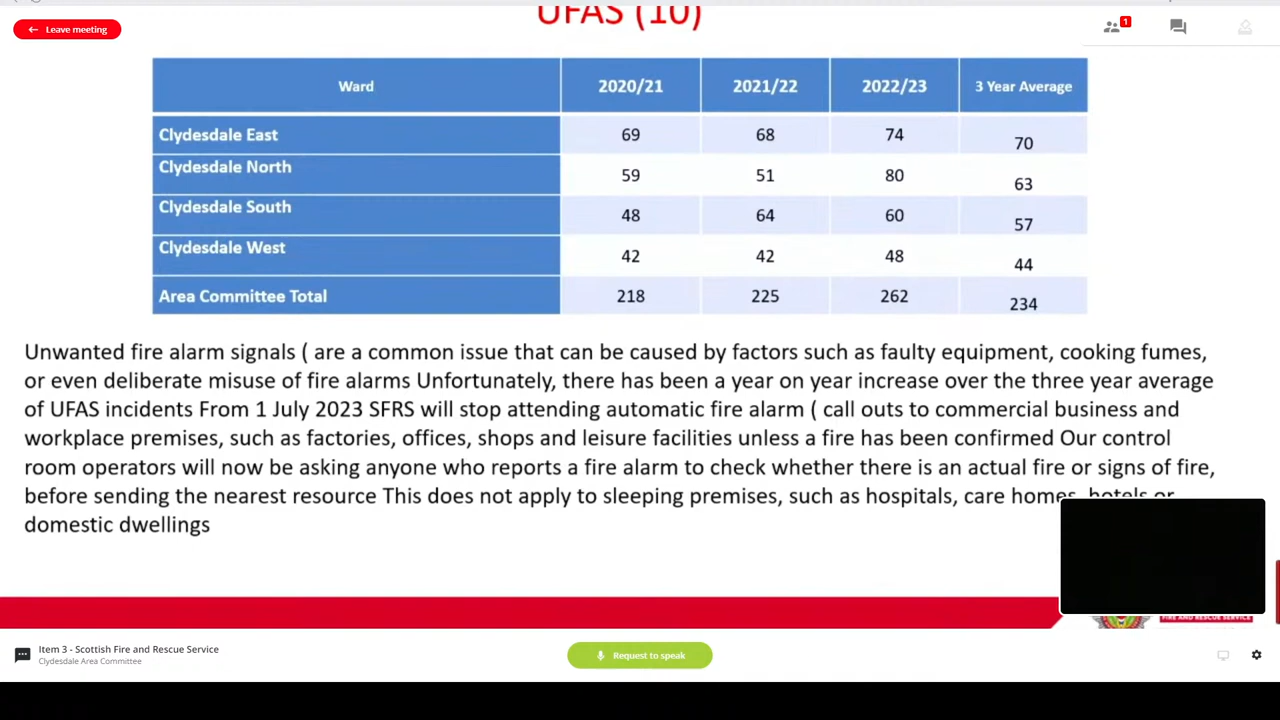 UFAS (10)
Leave meeting
1
Ward 2020/21 2021/22 2022/23 3 Year Average
Clydesdale East 69 68 74 70
Clydesdale North 59 51 80 63
Clydesdale South 48 64 60 57
Clydesdale West 42 42 48 44
Area Committee Total 218 225 262 234
Unwanted fire alarm signals ( are a common issue that can be caused by factors such as faulty equipment, cooking fumes,
or even deliberate misuse of fire alarms Unfortunately, there has been a year on year increase over the three year average
of UFAS incidents From 1 July 2023 SFRS will stop attending automatic fire alarm ( call outs to commercial business and
workplace premises, such as factories, offices, shops and leisure facilities unless a fire has been confirmed Our control
room operators will now be asking anyone who reports a fire alarm to check whether there is an actual fire or signs of fire,
before sending the nearest resource This does not apply to sleeping premises, such as hospitals, care homes, hotels or
domestic dwellings
FIRE AND RESCUE SERVICE
Item 3 - Scottish Fire and Rescue Service
Clydesdale Area Committee
Request to speak